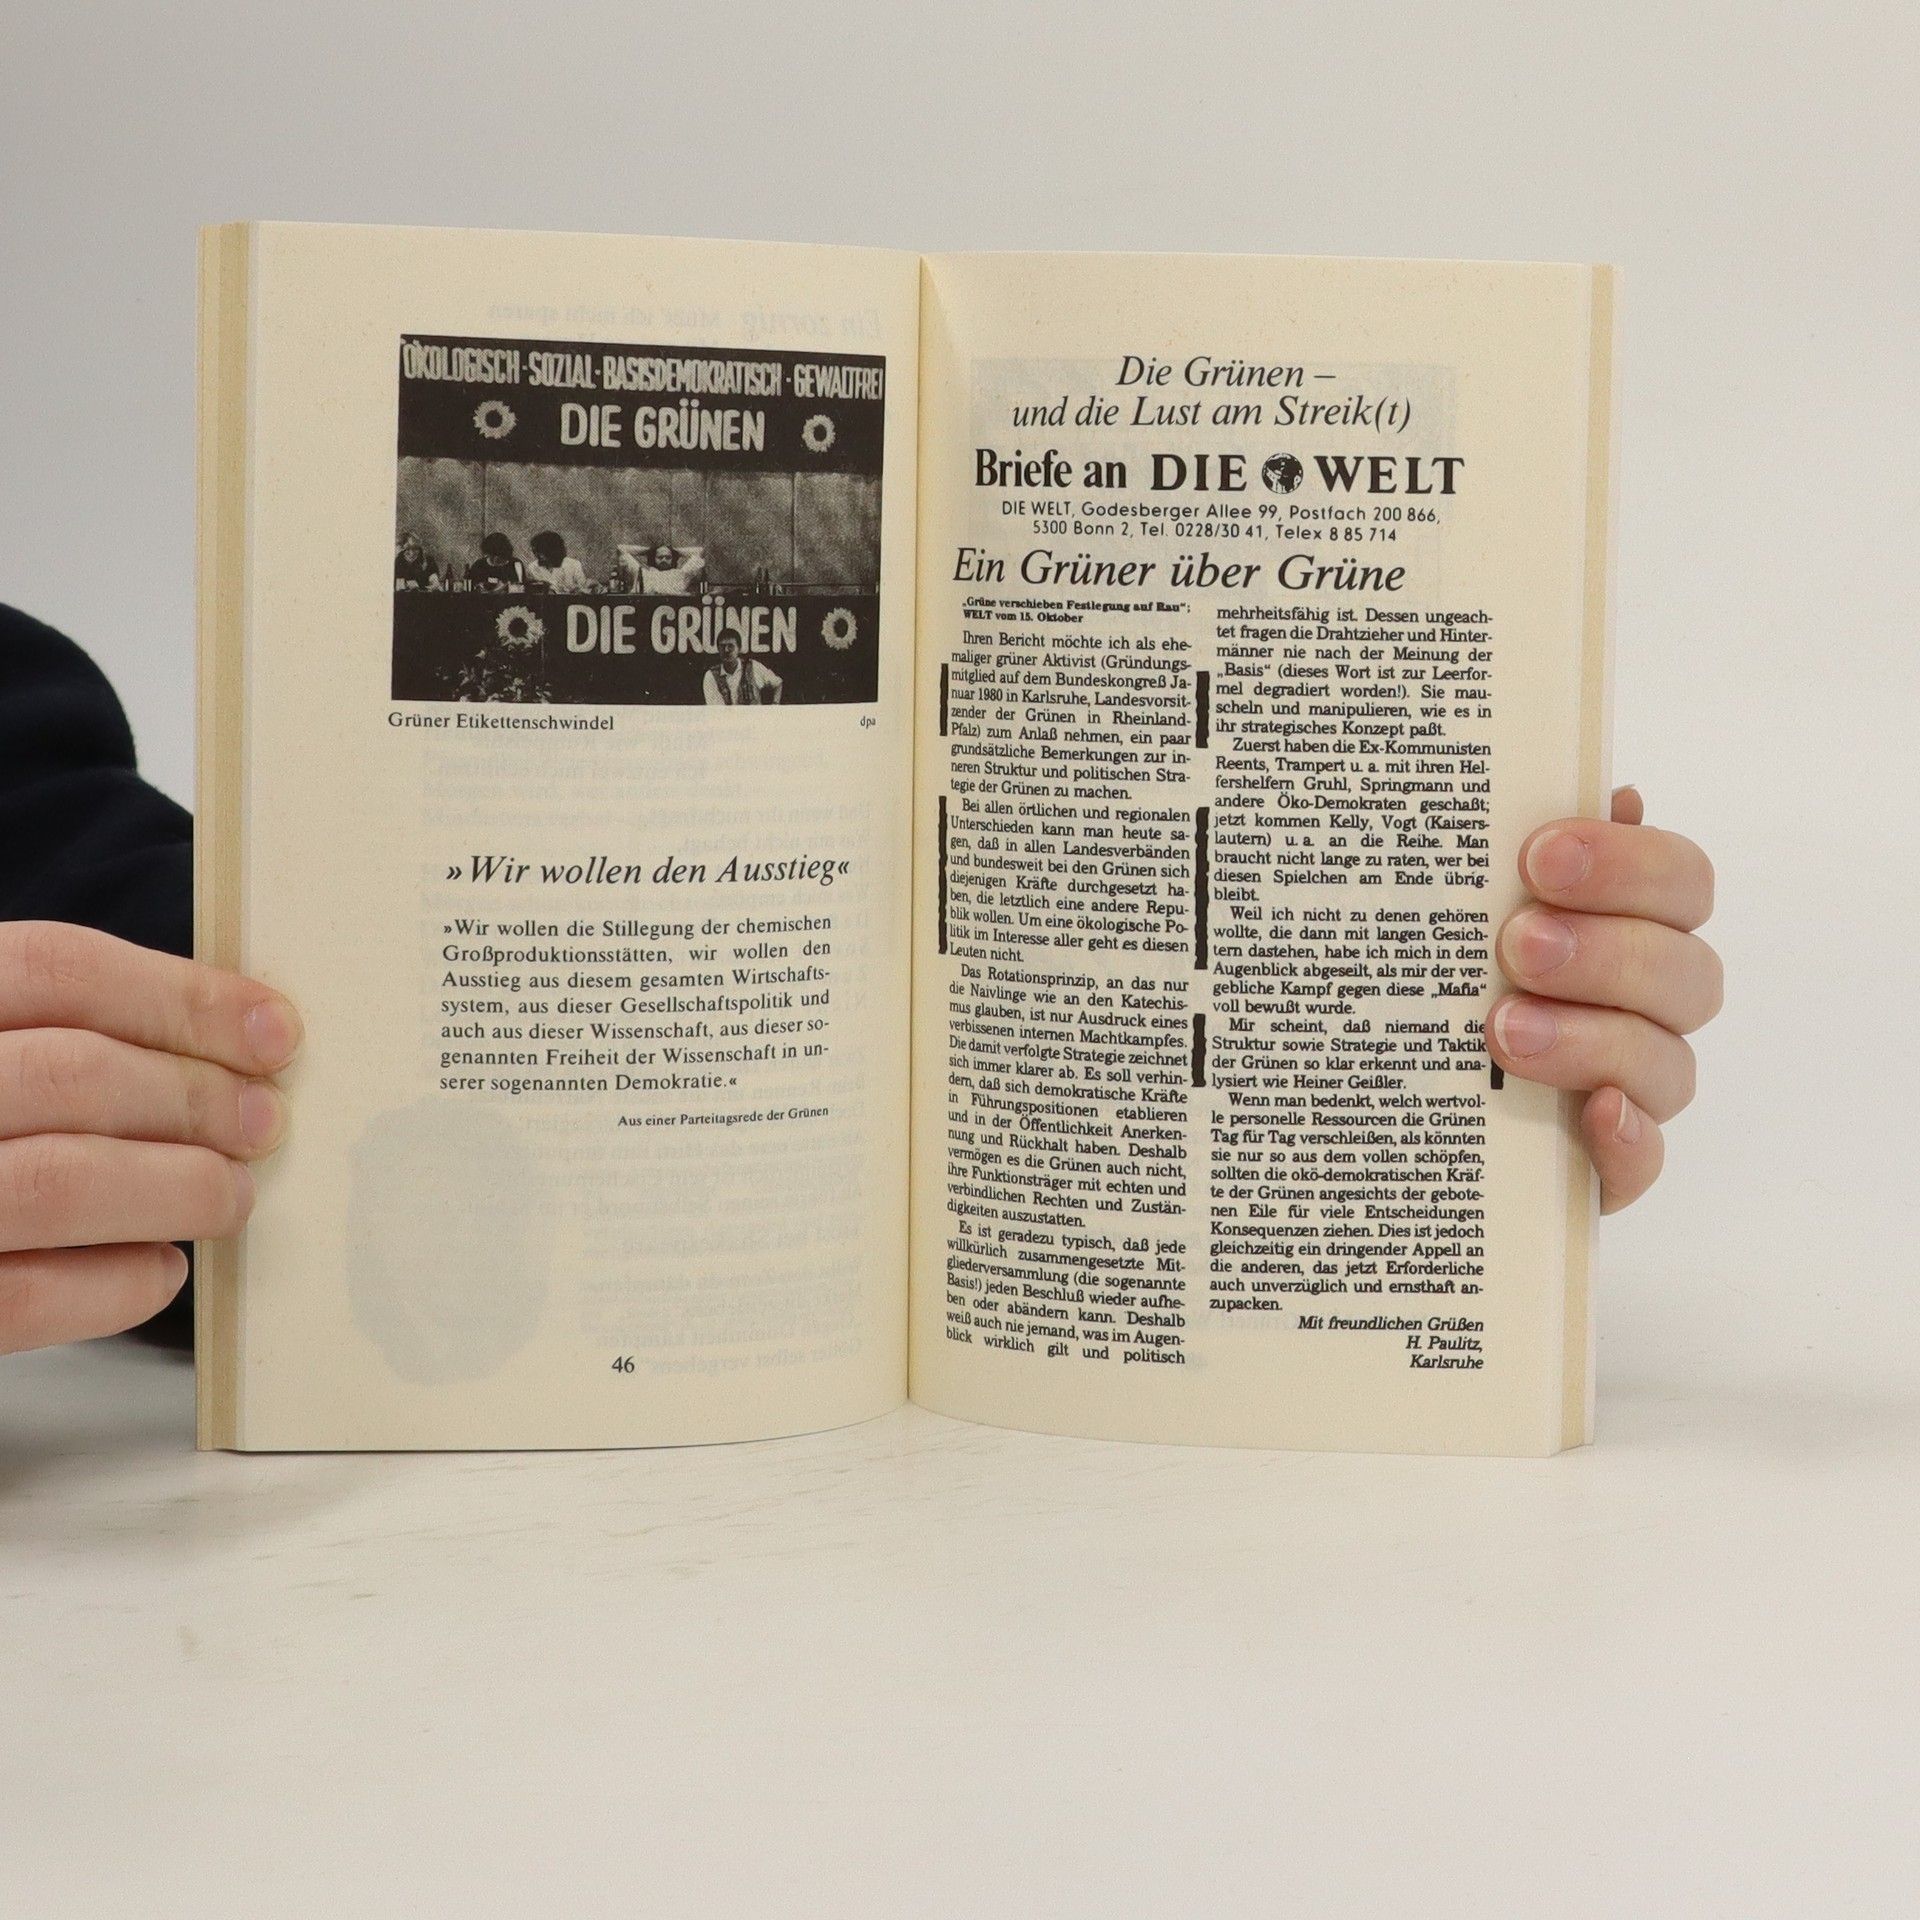 ÖKOLOGISCH-SOZIAL-BASISDEMOKRATISCH-GEWALTFREI
DIE GRÜNEN
DIE GRÜNEN
Grüner Etikettenschwindel
dpa
»Wir wollen den Ausstieg«
»Wir wollen die Stillegung der chemischen
Großproduktionsstätten, wir wollen den
Ausstieg aus diesem gesamten Wirtschafts-
system, aus dieser Gesellschaftspolitik und
auch aus dieser Wissenschaft, aus dieser so-
genannten Freiheit der Wissenschaft in un-
serer sogenannten Demokratie.«
Aus einer Parteitagsrede der Grünen
46
Die Grünen –
und die Lust am Streik(t)
Briefe an DIE WELT
DIE WELT, Godesberger Allee 99, Postfach 200 866,
5300 Bonn 2, Tel. 0228/30 41, Telex 8 85 714
Ein Grüner über Grüne
„Grüne verschieben Festlegung auf Rau“;
WELT vom 15. Oktober
Ihren Bericht möchte ich als ehe-
maliger grüner Aktivist (Gründungs-
mitglied auf dem Bundeskongreß Ja-
nuar 1980 in Karlsruhe, Landesvorsit-
zender der Grünen in Rheinland-
Pfalz) zum Anlaß nehmen, ein paar
grundsätzliche Bemerkungen zur in-
neren Struktur und politischen Stra-
tegie der Grünen zu machen.
Bei allen örtlichen und regionalen
Unterschieden kann man heute sa-
gen, daß in allen Landesverbänden
und bundesweit bei den Grünen sich
diejenigen Kräfte durchgesetzt ha-
ben, die letztlich eine andere Repu-
blik wollen. Um eine ökologische Po-
litik im Interesse aller geht es diesen
Leuten nicht.
Das Rotationsprinzip, an das nur
die Naivlinge wie an den Katechis-
mus glauben, ist nur Ausdruck eines
verbissenen internen Machtkampfes.
Die damit verfolgte Strategie zeichnet
sich immer klarer ab. Es soll verhin-
dern, daß sich demokratische Kräfte
in Führungspositionen etablieren
und in der Öffentlichkeit Anerken-
nung und Rückhalt haben. Deshalb
vermögen es die Grünen auch nicht,
ihre Funktionsträger mit echten und
verbindlichen Rechten und Zustän-
digkeiten auszustatten.
Es ist geradezu typisch, daß jede
willkürlich zusammengesetzte Mit-
gliederversammlung (die sogenannte
Basis!) jeden Beschluß wieder aufhe-
ben oder abändern kann. Deshalb
weiß auch nie jemand, was im Augen-
blick wirklich gilt und politisch
mehrheitsfähig ist. Dessen ungeach-
tet fragen die Drahtzieher und Hinter-
männer nie nach der Meinung der
„Basis“ (dieses Wort ist zur Leerfor-
mel degradiert worden!). Sie mau-
scheln und manipulieren, wie es in
ihr strategisches Konzept paßt.
Zuerst haben die Ex-Kommunisten
Reents, Trampert u. a. mit ihren Hel-
fershelfern Gruhl, Springmann und
andere Öko-Demokraten geschaßt;
jetzt kommen Kelly, Vogt (Kaisers-
lautern) u. a. an die Reihe. Man
braucht nicht lange zu raten, wer bei
diesen Spielchen am Ende übrig-
bleibt.
Weil ich nicht zu denen gehören
wollte, die dann mit langen Gesich-
tern dastehen, habe ich mich in dem
Augenblick abgeseilt, als mir der ver-
gebliche Kampf gegen diese „Mafia“
voll bewußt wurde.
Mir scheint, daß niemand die
Struktur sowie Strategie und Taktik
der Grünen so klar erkennt und ana-
lysiert wie Heiner Geißler.
Wenn man bedenkt, welch wertvol-
le personelle Ressourcen die Grünen
Tag für Tag verschleißen, als könnten
sie nur so aus dem vollen schöpfen,
sollten die okö-demokratischen Kräf-
te der Grünen angesichts der gebote-
nen Eile für viele Entscheidungen
Konsequenzen ziehen. Dies ist jedoch
gleichzeitig ein dringender Appell an
die anderen, das jetzt Erforderliche
auch unverzüglich und ernsthaft an-
zupacken.
Mit freundlichen Grüßen
H. Paulitz,
Karlsruhe